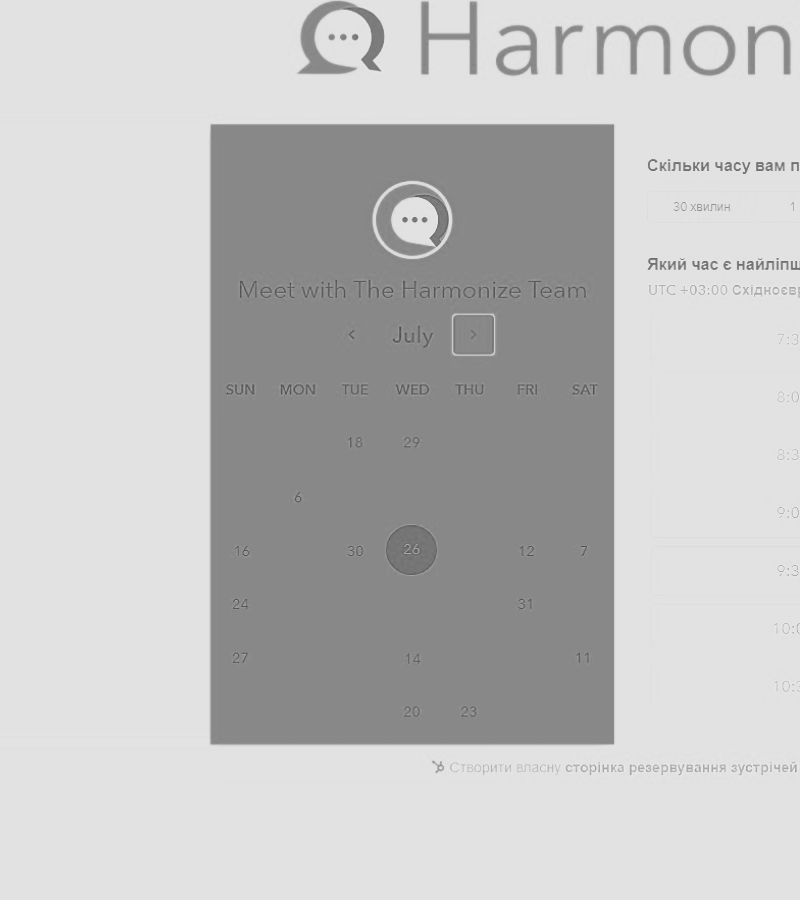 Harmon
Скільки часу вам п
30 хвилин 1
Meet with The Harmonize Team
July
Який час є найліпш
UTC +03:00 Східноєвр
SUN MON TUE WED THU FRI SAT
18 29
6
16 30 26 12 7
24 31
27 14 11
20 23
7:3
8:0
8:3
9:0
9:3
10:0
10:3
Створити власну сторінка резервування зустрічей